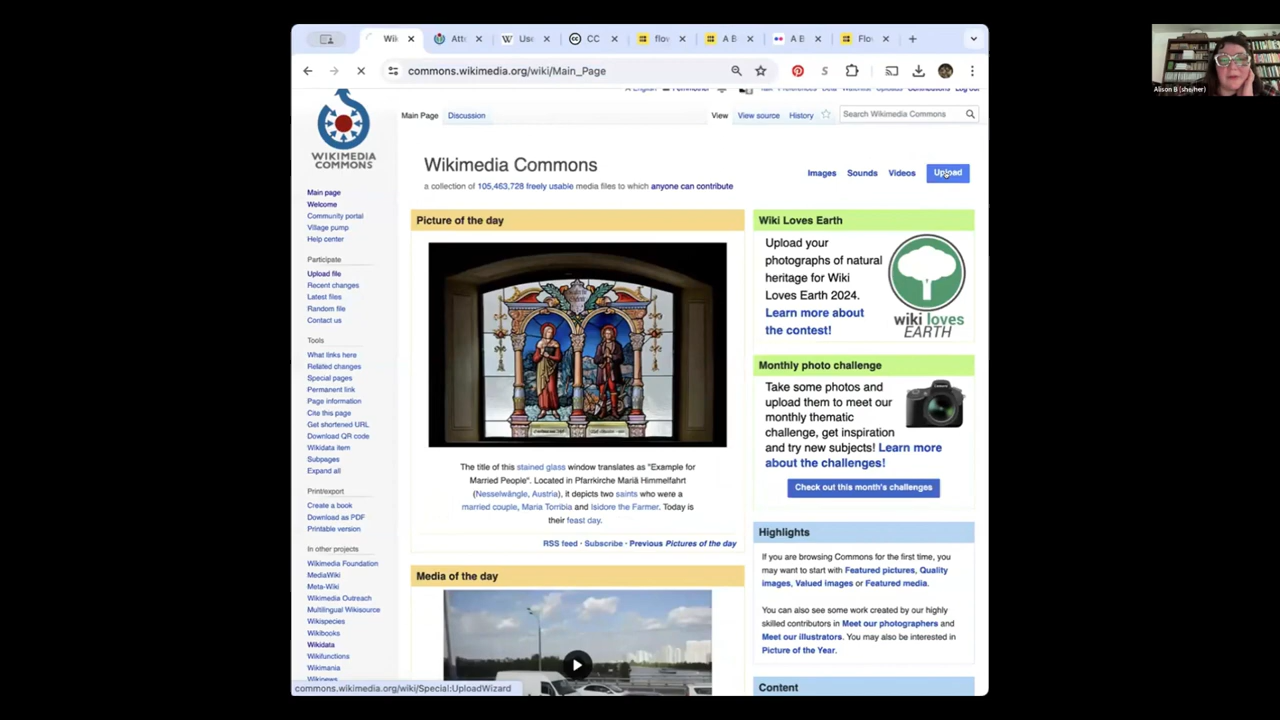 Wik
Atte
Use
CC
flov
A B
A B
Flov
commons.wikimedia.org/wiki/Main_Page
Alison B (she/her)
Main Page
Discussion
View
View source
History
Search Wikimedia Commons
WIKIMEDIA
COMMONS
Wikimedia Commons
a collection of 105,463,728 freely usable media files to which anyone can contribute
Images
Sounds
Videos
Upload
Main page
Welcome
Community portal
Village pump
Help center
Participate
Upload file
Recent changes
Latest files
Random file
Contact us
Tools
What links here
Related changes
Special pages
Permanent link
Page information
Cite this page
Get shortened URL
Download QR code
Wikidata item
Subpages
Expand all
Print/export
Create a book
Download as PDF
Printable version
In other projects
Wikimedia Foundation
MediaWiki
Meta-Wiki
Wikimedia Outreach
Multilingual Wikisource
Wikispecies
Wikibooks
Wikidata
Wikifunctions
Wikimania
Wikinews
Picture of the day
The title of this stained glass window translates as "Example for
Married People". Located in Pfarrkirche Mariä Himmelfahrt
(Nesselwängle, Austria), it depicts two saints who were a
married couple, Maria Torribia and Isidore the Farmer. Today is
their feast day.
RSS feed · Subscribe · Previous Pictures of the day
Media of the day
Wiki Loves Earth
Upload your
photographs of natural
heritage for Wiki
Loves Earth 2024.
Learn more about
the contest!
wiki loves
EARTH
Monthly photo challenge
Take some photos and
upload them to meet our
monthly thematic
challenge, get inspiration
and try new subjects! Learn more
about the challenges!
Check out this month's challenges
Highlights
If you are browsing Commons for the first time, you
may want to start with Featured pictures, Quality
images, Valued images or Featured media.
You can also see some work created by our highly
skilled contributors in Meet our photographers and
Meet our illustrators. You may also be interested in
Picture of the Year.
Content
commons.wikimedia.org/wiki/Special:UploadWizard